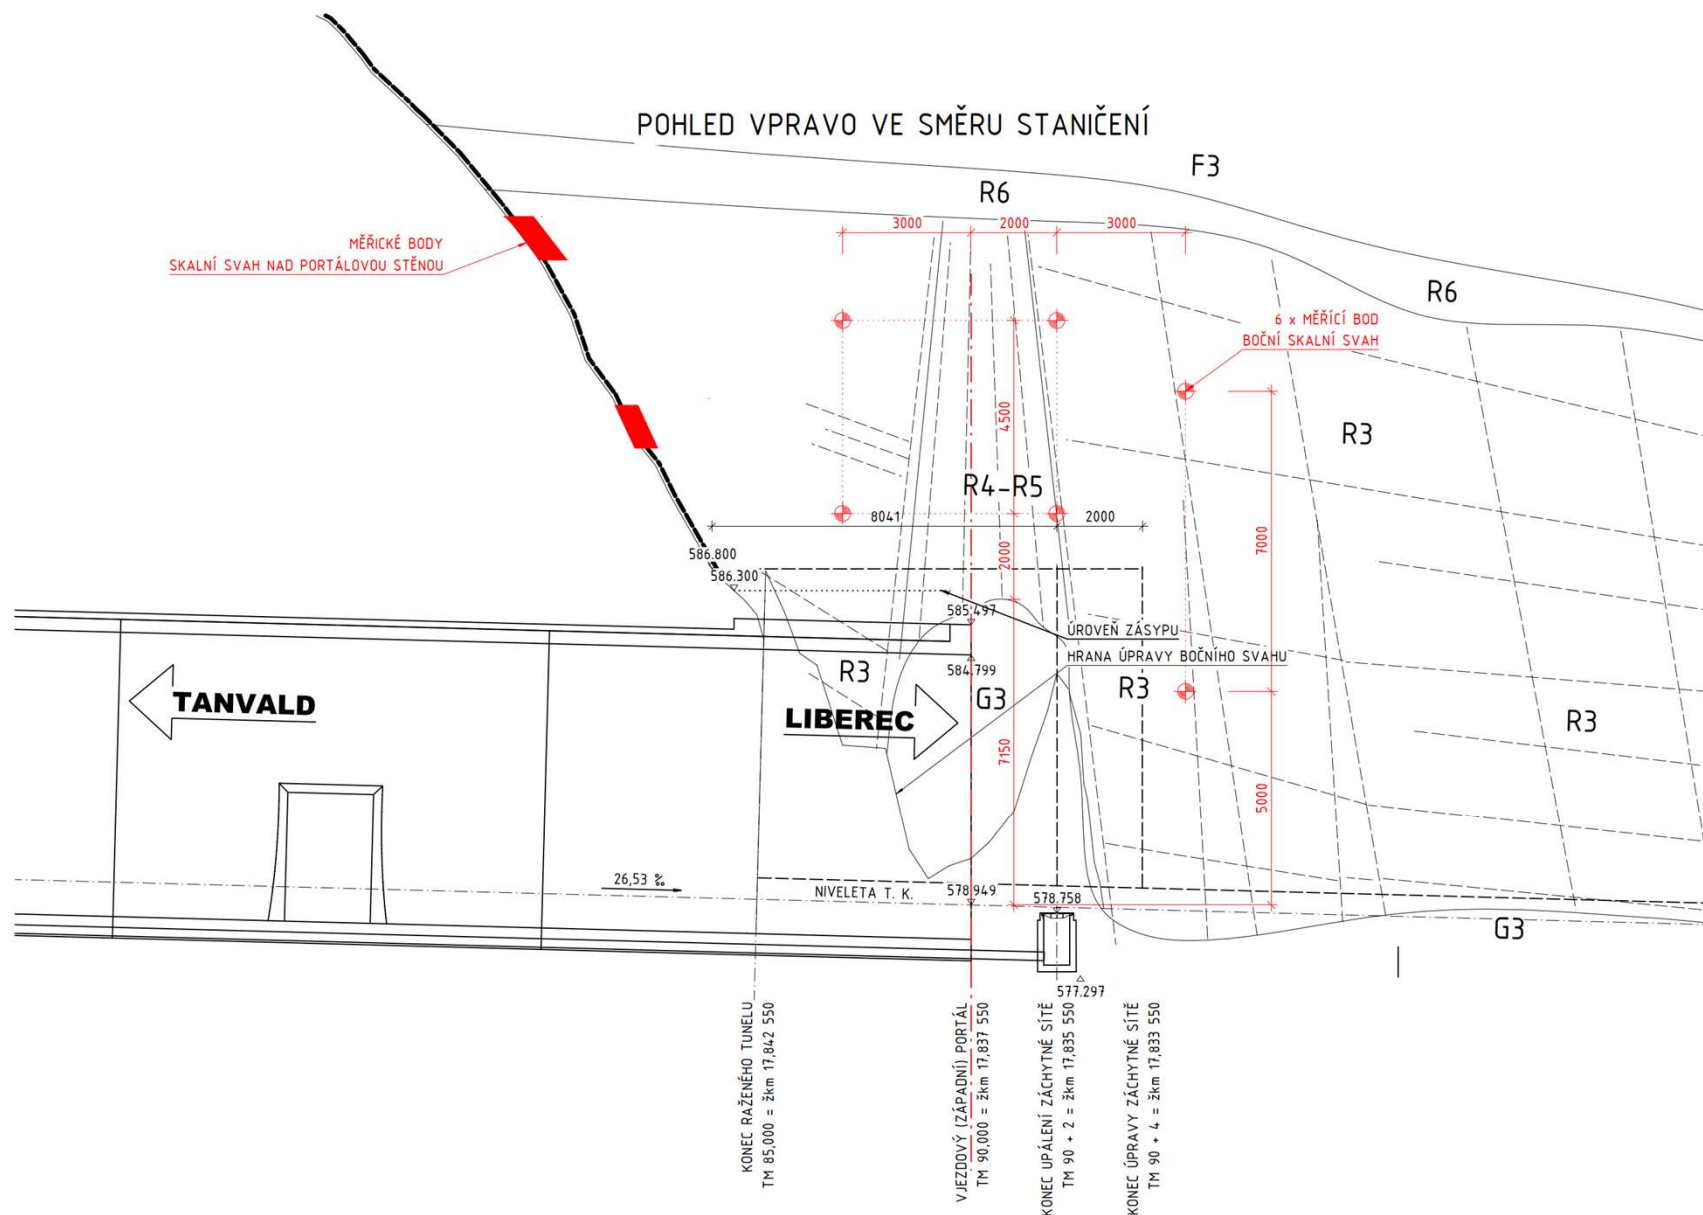 POHLED VPRAVO VE SMĚRU STANIČENÍ
F3
R6
3000
2000
3000
MĚŘICKÉ BODY
SKALNÍ SVAH NAD PORTÁLOVOU STĚNOU
R6
6 x MĚŘÍCÍ BOD
BOČNÍ SKALNÍ SVAH
4500
R3
R4-R5
8041
2000
7000
586.800
2000
586.300
585.497
ÚROVEŇ ZÁSYPU
HRANA ÚPRAVY BOČNÍHO SVAHU
584.799
R3
G3
R3
TANVALD
LIBEREC
R3
7150
5000
26,53 ‰
NIVELETA T. K.
578.949
578.758
G3
577.297
KONEC RAŽENÉHO TUNELU
TM 85,000 = žkm 17,842 550
VJEZDOVÝ (ZÁPADNÍ) PORTÁL
TM 90,000 = žkm 17,837 550
KONEC UPÁLENÍ ZÁCHYTNÉ SÍTĚ
TM 90 + 2 = žkm 17,835 550
KONEC ÚPRAVY ZÁCHYTNÉ SÍTĚ
TM 90 + 4 = žkm 17,833 550